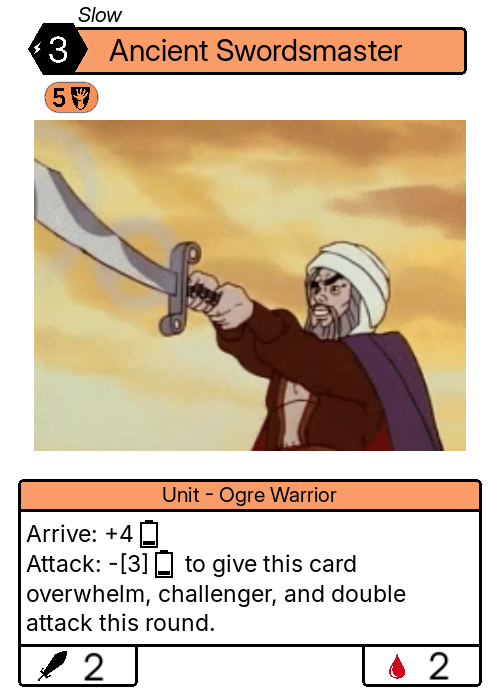 Slow
3 Ancient Swordsmaster
5
Unit - Ogre Warrior
Arrive: +4
Attack: -[3] to give this card
overwhelm, challenger, and double
attack this round.
2 2